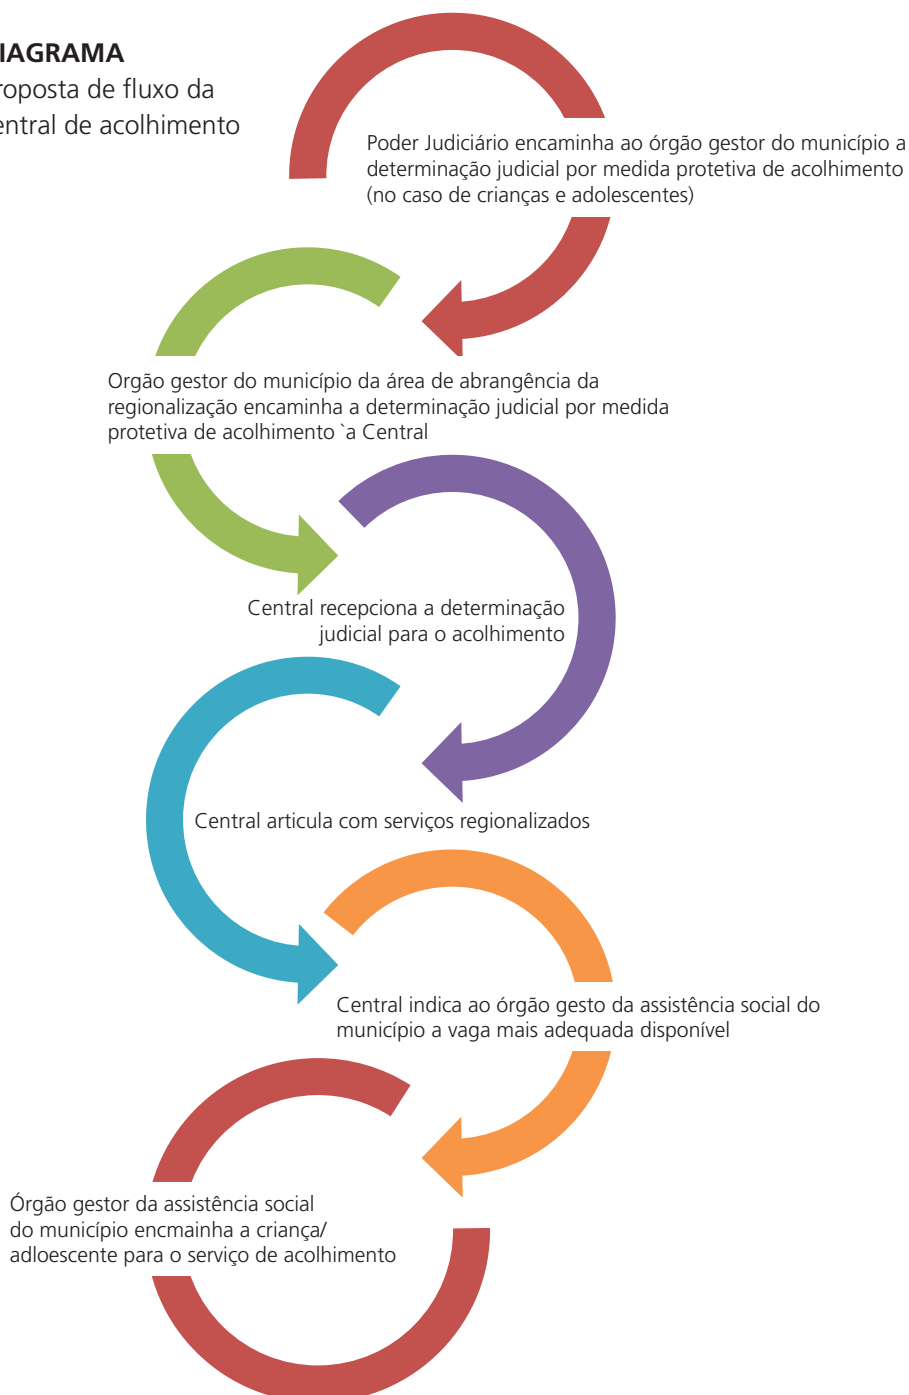 IAGRAMA
roposta de fluxo da
entral de acolhimento
Poder Judiciário encaminha ao órgão gestor do município a
determinação judicial por medida protetiva de acolhimento
(no caso de crianças e adolescentes)
Orgão gestor do município da área de abrangência da
regionalização encaminha a determinação judicial por medida
protetiva de acolhimento `a Central
Central recepciona a determinação
judicial para o acolhimento
Central articula com serviços regionalizados
Central indica ao órgão gesto da assistência social do
município a vaga mais adequada disponível
Órgão gestor da assistência social
do município encmainha a criança/
adloescente para o serviço de acolhimento